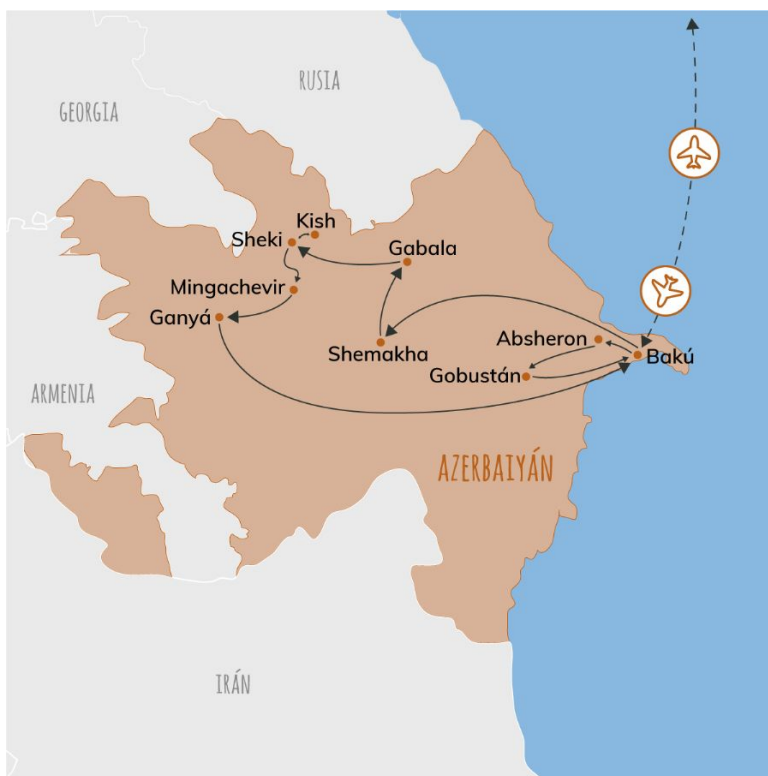 RUSIA
GEORGIA
Kish
Sheki
Gabala
Mingachevir
Ganyá
Absheron
Shemakha
Bakú
Gobustán
ARMENIA
AZERBAIYÁN
IRÁN